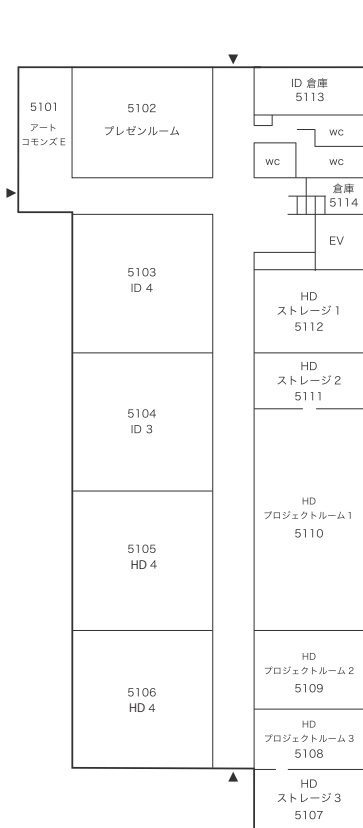 5101
アート
コモンズE
5102
プレゼンルーム
ID 倉庫
5113
wc
wc
wc
倉庫
5114
EV
5103
ID 4
HD
ストレージ1
5112
HD
ストレージ2
5111
5104
ID 3
HD
プロジェクトルーム1
5110
5105
HD 4
HD
プロジェクトルーム2
5109
5106
HD 4
HD
プロジェクトルーム3
5108
HD
ストレージ3
5107